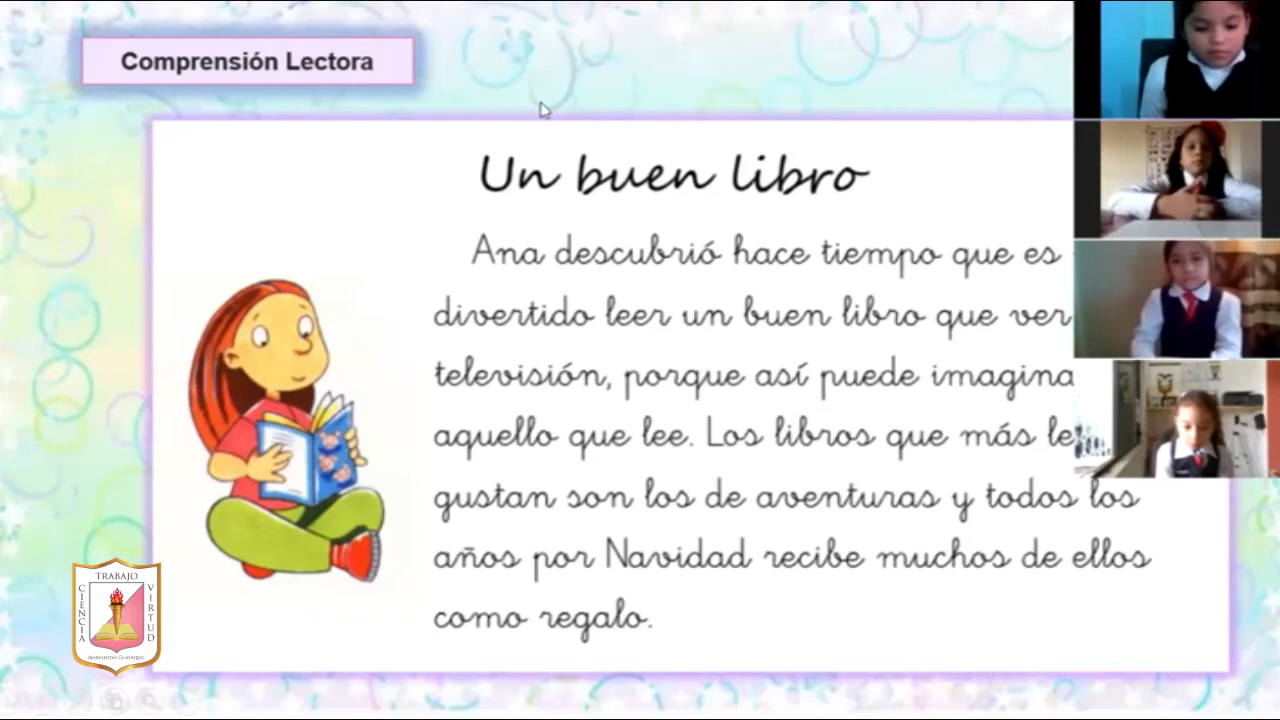 Comprensión Lectora
Un buen libro
Ana descubrió hace tiempo que es
divertido leer un buen libro que ver
televisión, porque así puede imagina
aquello que lee. Los libros que más le
gustan son los de aventuras y todos los
años por Navidad recibe muchos de ellos
como regalo.
TRABAJO
CIENCIA
VIRTUD